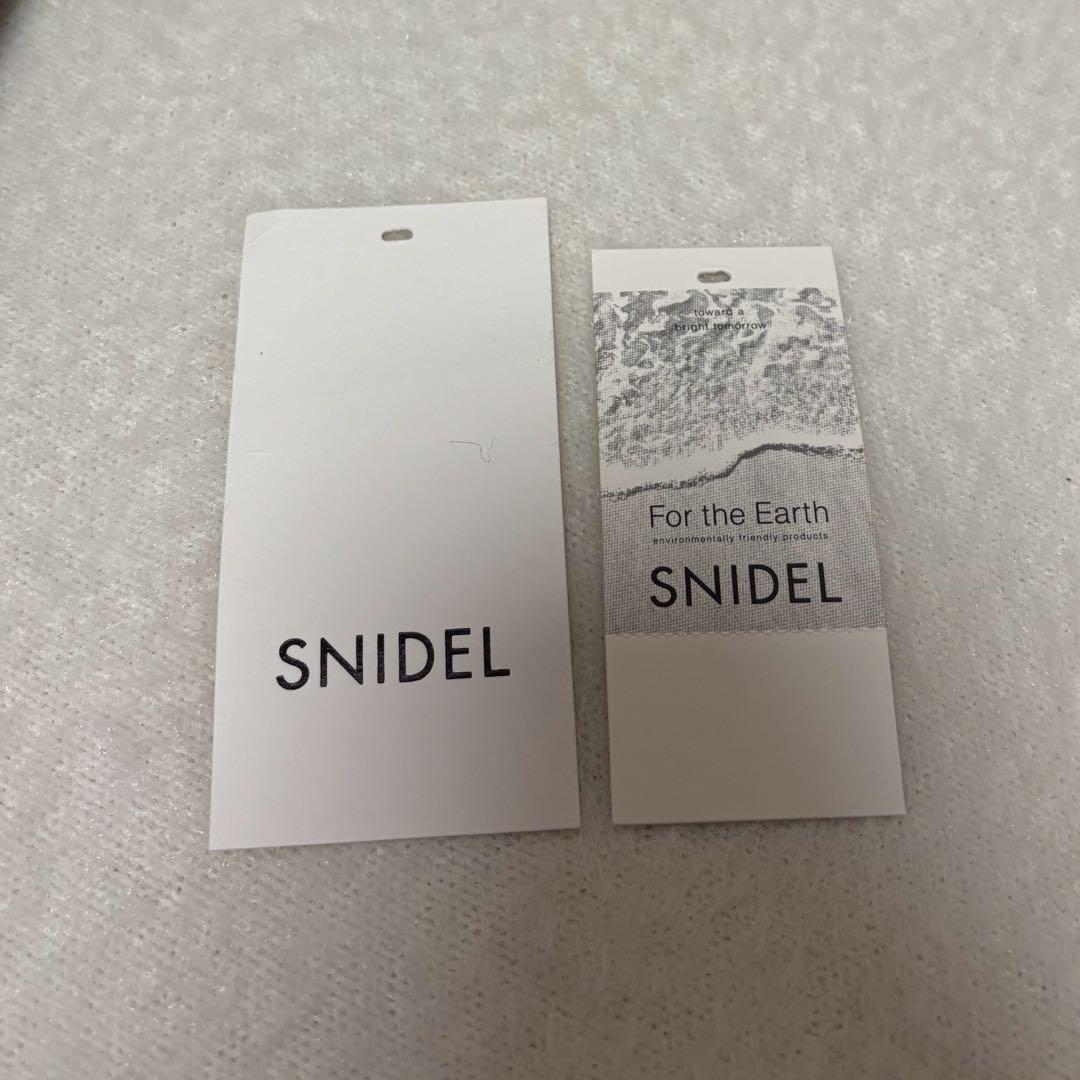 SNIDEL
toward a
bright tomorrow
For the Earth
environmentally friendly products
SNIDEL